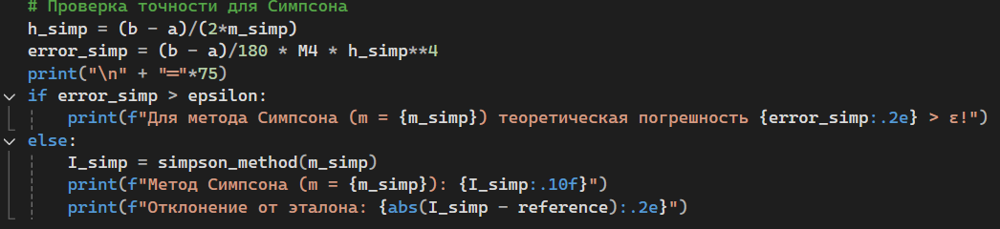 # Проверка точности для Симпсона
h_simp = (b - a)/(2*m_simp)
error_simp = (b - a)/180 * M4 * h_simp**4
print("\n" + "="*75)
if error_simp > epsilon:
    print(f"Для метода Симпсона (m = {m_simp}) теоретическая погрешность {error_simp:.2e} > ε!")
else:
    I_simp = simpson_method(m_simp)
    print(f"Метод Симпсона (m = {m_simp}): {I_simp:.10f}")
    print(f"Отклонение от эталона: {abs(I_simp - reference):.2e}")